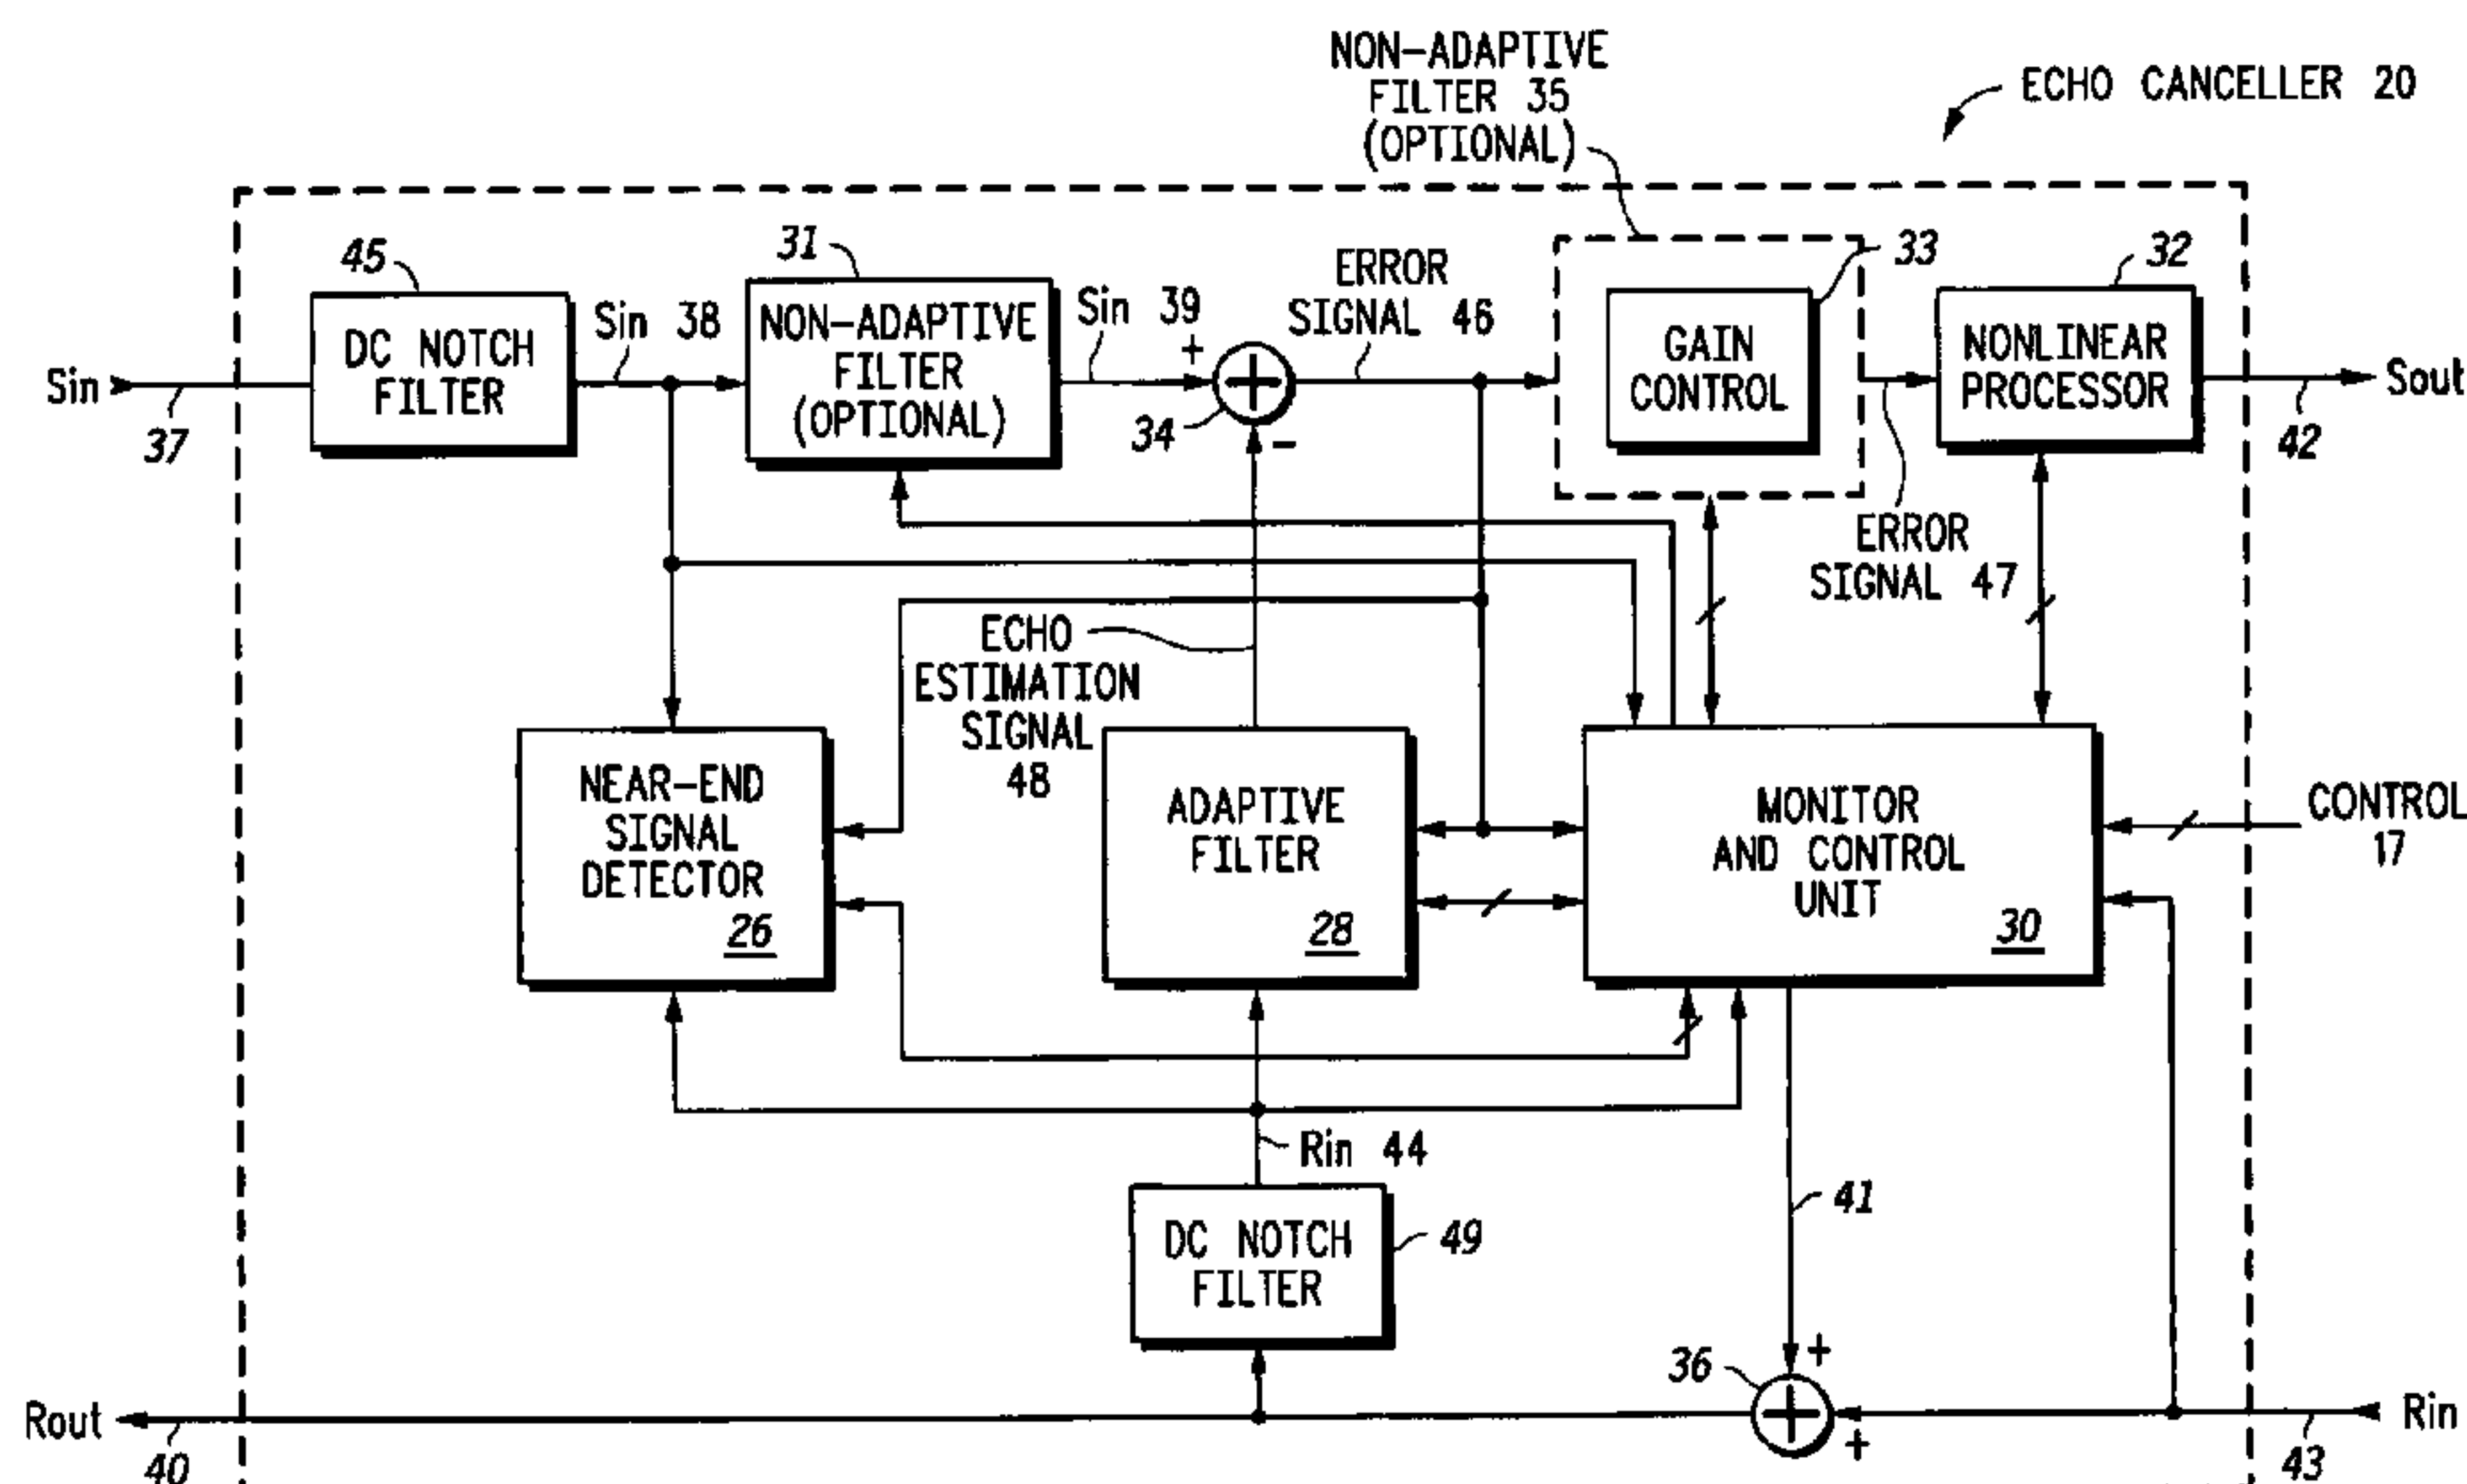 NON-ADAPTIVE
FILTER 35
(OPTIONAL)
ECHO CANCELLER 20
45
31
33
32
ERROR
SIGNAL 46
Sin 38
Sin 39
DC NOTCH
FILTER
NON-ADAPTIVE
FILTER
(OPTIONAL)
+
GAIN
CONTROL
NONLINEAR
PROCESSOR
Sin
Sout
37
34
-
42
ERROR
SIGNAL 47
ECHO
ESTIMATION
SIGNAL
48
NEAR-END
SIGNAL
DETECTOR
26
ADAPTIVE
FILTER
28
MONITOR
AND CONTROL
UNIT
30
CONTROL
17
Rin 44
41
DC NOTCH
FILTER
49
36
+
+
Rout
40
Rin
43